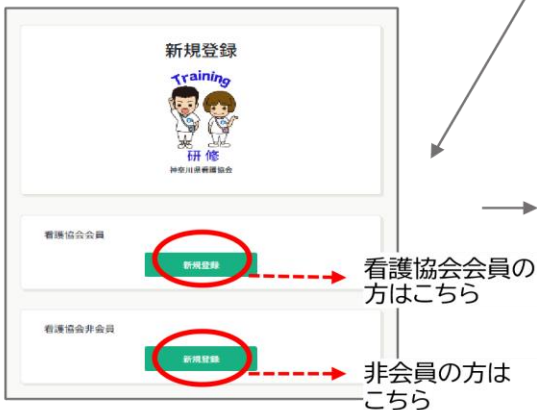 新規登録
Training
研修
神奈川県看護協会
看護協会会員
新規登録
看護協会会員の
方はこちら
看護協会非会員
新規登録
非会員の方は
こちら